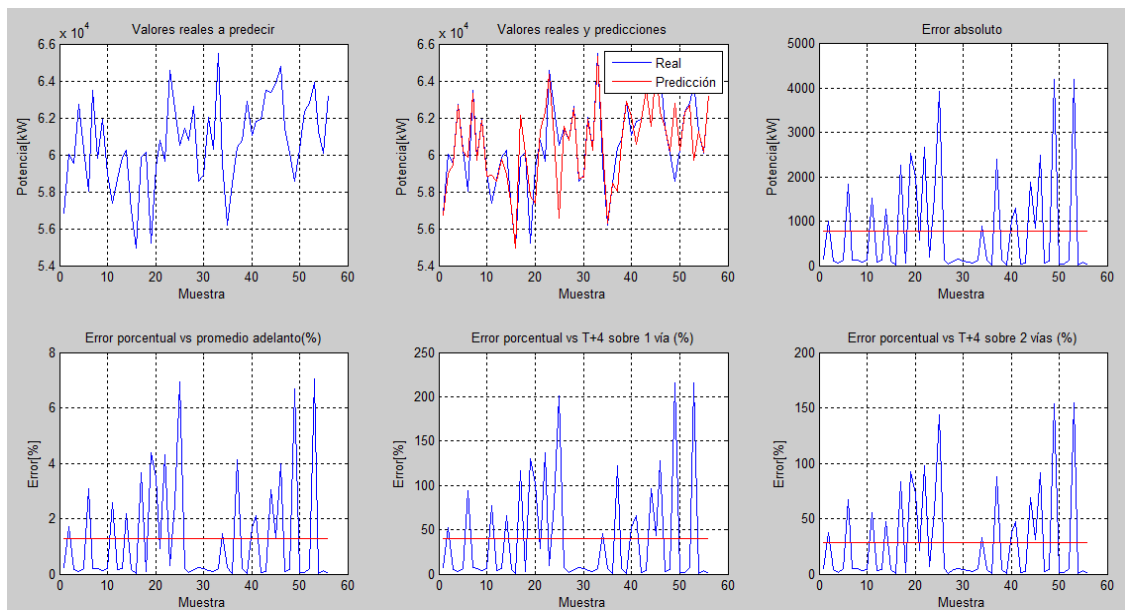 Valores reales a predecir
x 10^4
6.6
6.4
6.2
6
5.8
5.6
5.4
Potencia[kW]
0 10 20 30 40 50 60
Muestra
Valores reales y predicciones
x 10^4
6.6
6.4
6.2
6
5.8
5.6
5.4
Potencia[kW]
Real
Predicción
0 10 20 30 40 50 60
Muestra
Error absoluto
5000
4000
3000
2000
1000
0
Potencia[kW]
0 10 20 30 40 50 60
Muestra
Error porcentual vs promedio adelanto(%)
8
6
4
2
0
Error[%]
0 10 20 30 40 50 60
Muestra
Error porcentual vs T+4 sobre 1 vía (%)
250
200
150
100
50
0
Error[%]
0 10 20 30 40 50 60
Muestra
Error porcentual vs T+4 sobre 2 vías (%)
200
150
100
50
0
Error[%]
0 10 20 30 40 50 60
Muestra